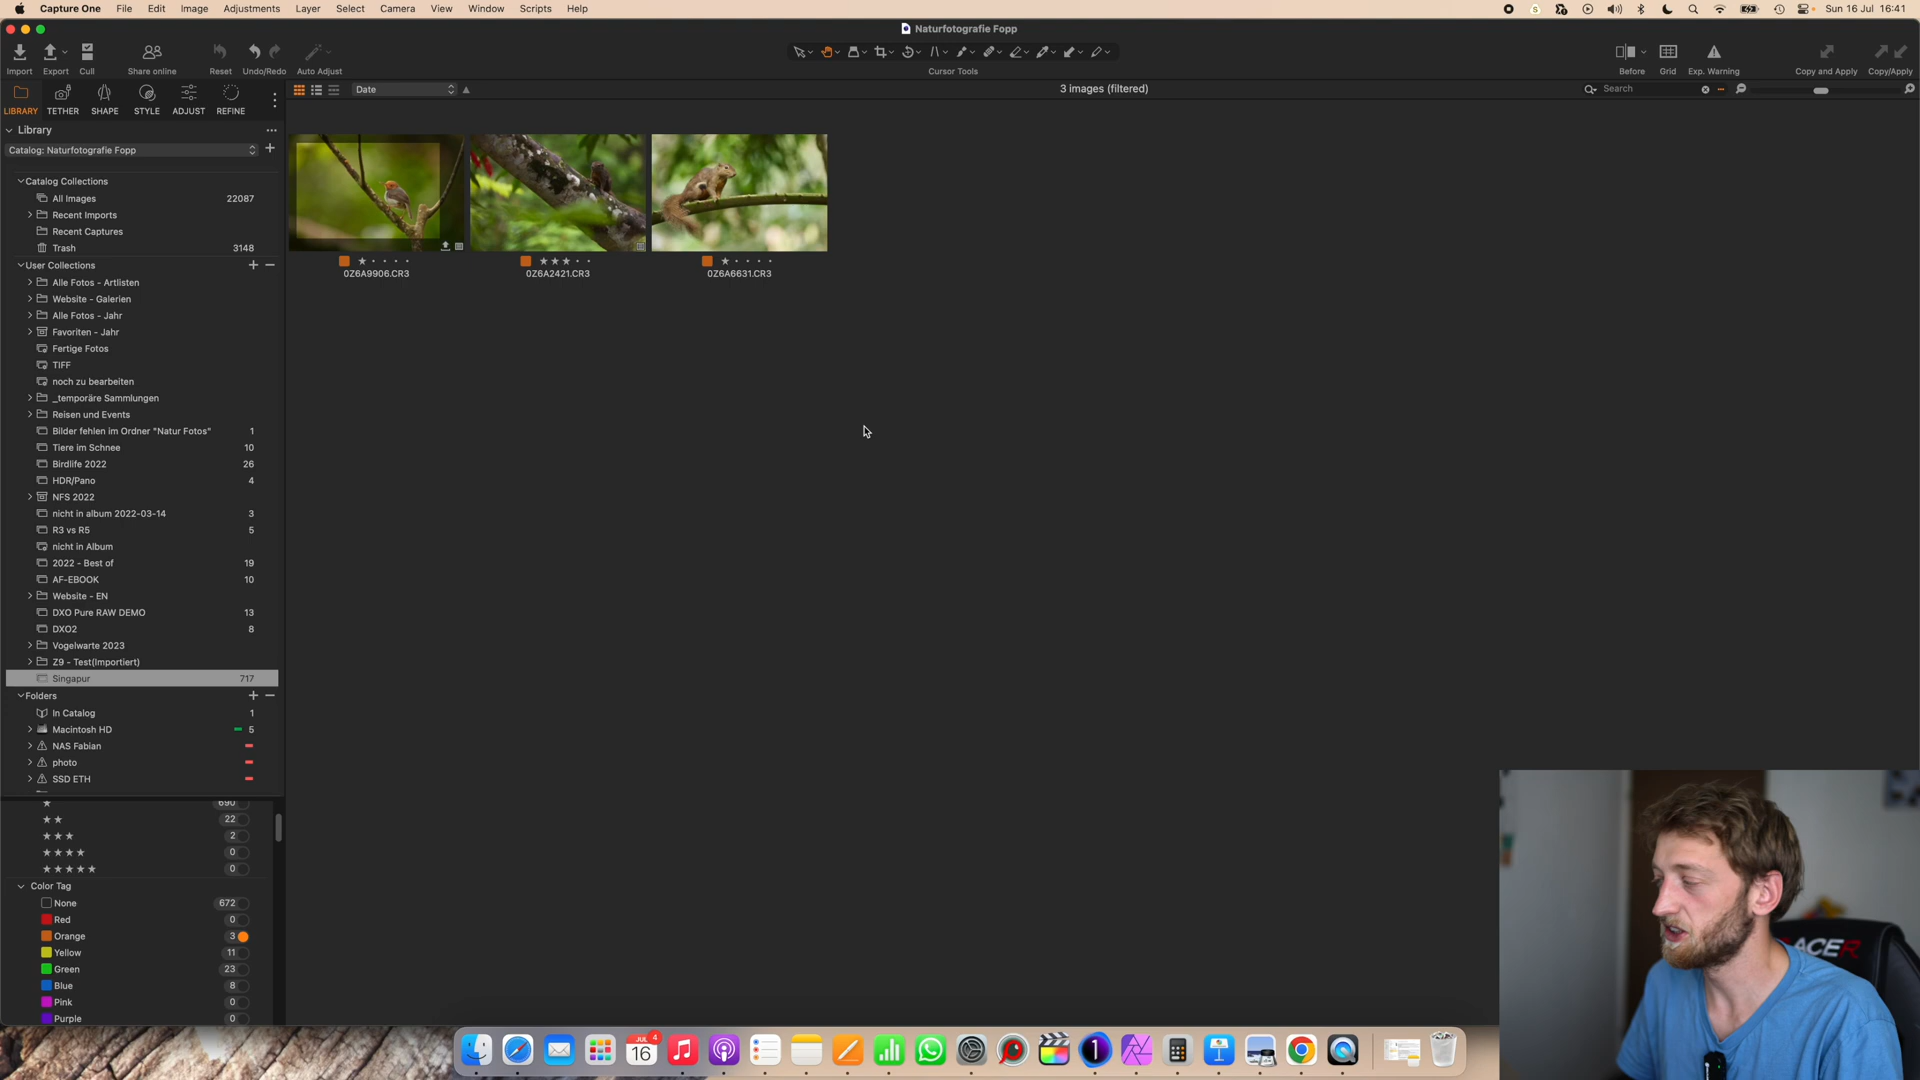 Capture One File Edit Image Adjustments Layer Select Camera View Window Scripts Help Sun 16 Jul 16:41
Naturfotografie Fopp
Import Export Cull Share online Reset Undo/Redo Auto Adjust Cursor Tools Before Grid Exp. Warning Copy and Apply Copy/Apply
LIBRARY TETHER SHAPE STYLE ADJUST REFINE
Date 3 images (filtered) Search
Library
Catalog: Naturfotografie Fopp
Catalog Collections
All Images 22087
Recent Imports
Recent Captures
Trash 3148
User Collections
Alle Fotos - Artlisten
Website - Galerien
Alle Fotos - Jahr
Favoriten - Jahr
Fertige Fotos
TIFF
noch zu bearbeiten
_temporäre Sammlungen
Reisen und Events
Bilder fehlen im Ordner "Natur Fotos" 1
Tiere im Schnee 10
Birdlife 2022 26
HDR/Pano 4
NFS 2022
nicht in album 2022-03-14 3
R3 vs R5 5
nicht in Album
2022 - Best of 19
AF-EBOOK 10
Website - EN
DXO Pure RAW DEMO 13
DXO2 8
Vogelwarte 2023
Z9 - Test(Importiert)
Singapur 717
Folders
In Catalog 1
Macintosh HD 5
NAS Fabian
photo
SSD ETH
★ 690
★★ 22
★★★ 2
★★★★ 0
★★★★★ 0
Color Tag
None 672
Red 0
Orange 3
Yellow 11
Green 23
Blue 8
Pink 0
Purple 0
0Z6A9906.CR3 0Z6A2421.CR3 0Z6A6631.CR3
JUL 4
16
1
ACER